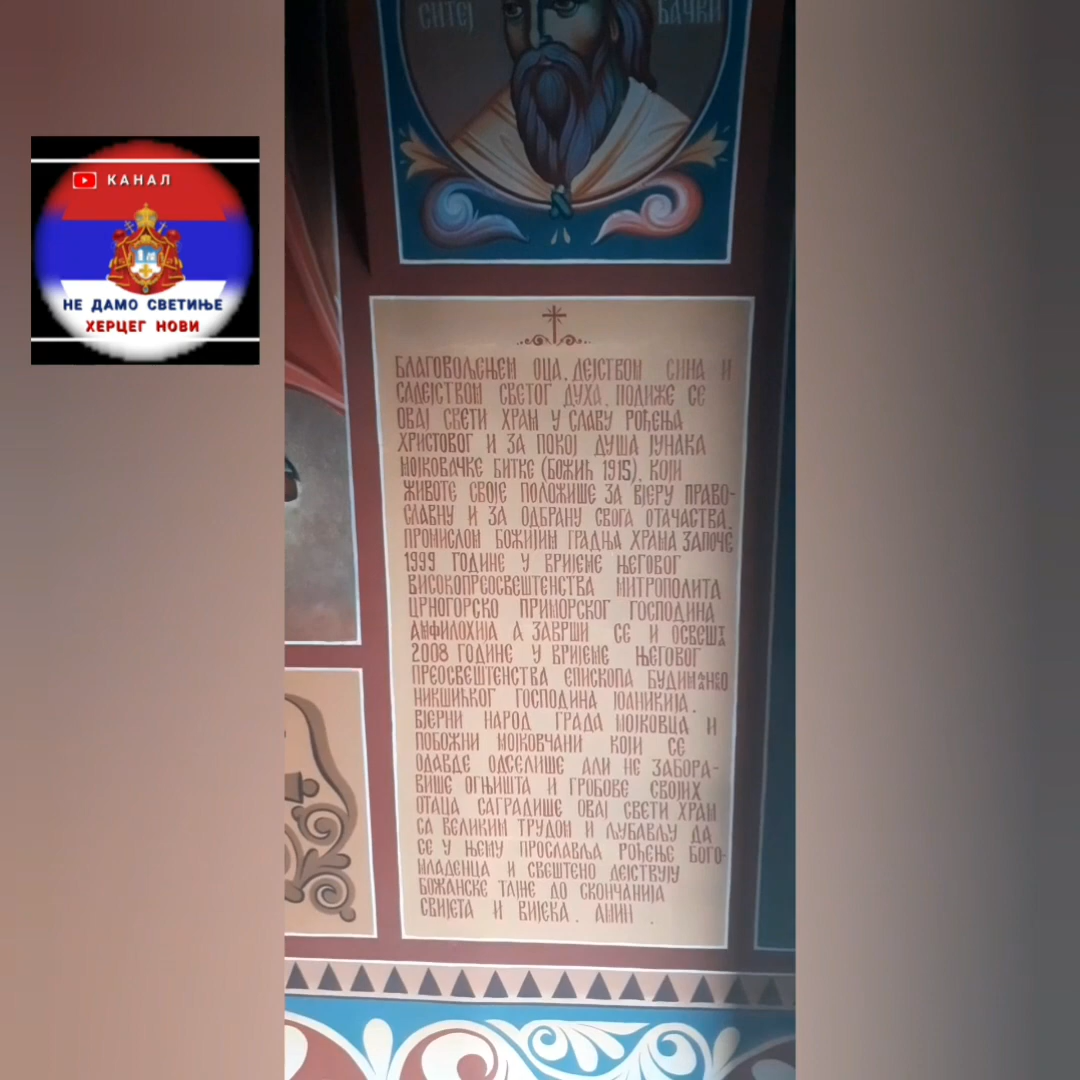 СИТЕЈ ВАЧКИ
КАНАЛ
НЕ ДАМО СВЕТИЊЕ
ХЕРЦЕГ НОВИ
БЛАГОВОЉЕЊЕМ ОЦА, ДЕЈСТВОМ СИНА И
САДЕЈСТВОМ СВЕТОГ ДУХА, ПОДИЖЕ СЕ
ОВАЈ СВЕТИ ХРАМ У СЛАВУ РОЂЕЊА
ХРИСТОВОГ И ЗА ПОКОЈ ДУША ЈУНАКА
МОЈКОВАЧКЕ БИТКЕ (БОЖИЋ 1915), КОЈИ
ЖИВОТЕ СВОЈЕ ПОЛОЖИШЕ ЗА ВЈЕРУ ПРАВО-
СЛАВНУ И ЗА ОДБРАНУ СВОГА ОТАЧАСТВА.
ПРОМИСЛОМ БОЖИЈИМ ГРАДЊА ХРАМА ЗАПОЧЕ
1999 ГОДИНЕ У ВРИЈЕМЕ ЊЕГОВОГ
ВИСОКОПРЕОСВЕШТЕНСТВА МИТРОПОЛИТА
ЦРНОГОРСКО ПРИМОРСКОГ ГОСПОДИНА
АМФИЛОХИЈА А ЗАВРШИ СЕ И ОСВЕШТА
2008 ГОДИНЕ У ВРИЈЕМЕ ЊЕГОВОГ
ПРЕОСВЕШТЕНСТВА ЕПИСКОПА БУДИМЉАНСКО
НИКШИЋКОГ ГОСПОДИНА ЈОАНИКИЈА.
ВЈЕРНИ НАРОД ГРАДА МОЈКОВЦА И
ПОБОЖНИ МОЈКОВЧАНИ КОЈИ СЕ
ОДАВДЕ ОДСЕЛИШЕ АЛИ НЕ ЗАБОРА-
ВИШЕ ОГЊИШТА И ГРОБОВЕ СВОЈИХ
ОТАЦА САГРАДИШЕ ОВАЈ СВЕТИ ХРАМ
СА ВЕЛИКИМ ТРУДОМ И ЉУБАВЉУ ДА
СЕ У ЊЕМУ ПРОСЛАВЉА РОЂЕЊЕ БОГО-
МЛАДЕНЦА И СВЕШТЕНО ДЕЈСТВУЈУ
БОЖАНСКЕ ТАЈНЕ ДО СКОНЧАНИЈА
СВИЈЕТА И ВИЈЕКА. АМИН.